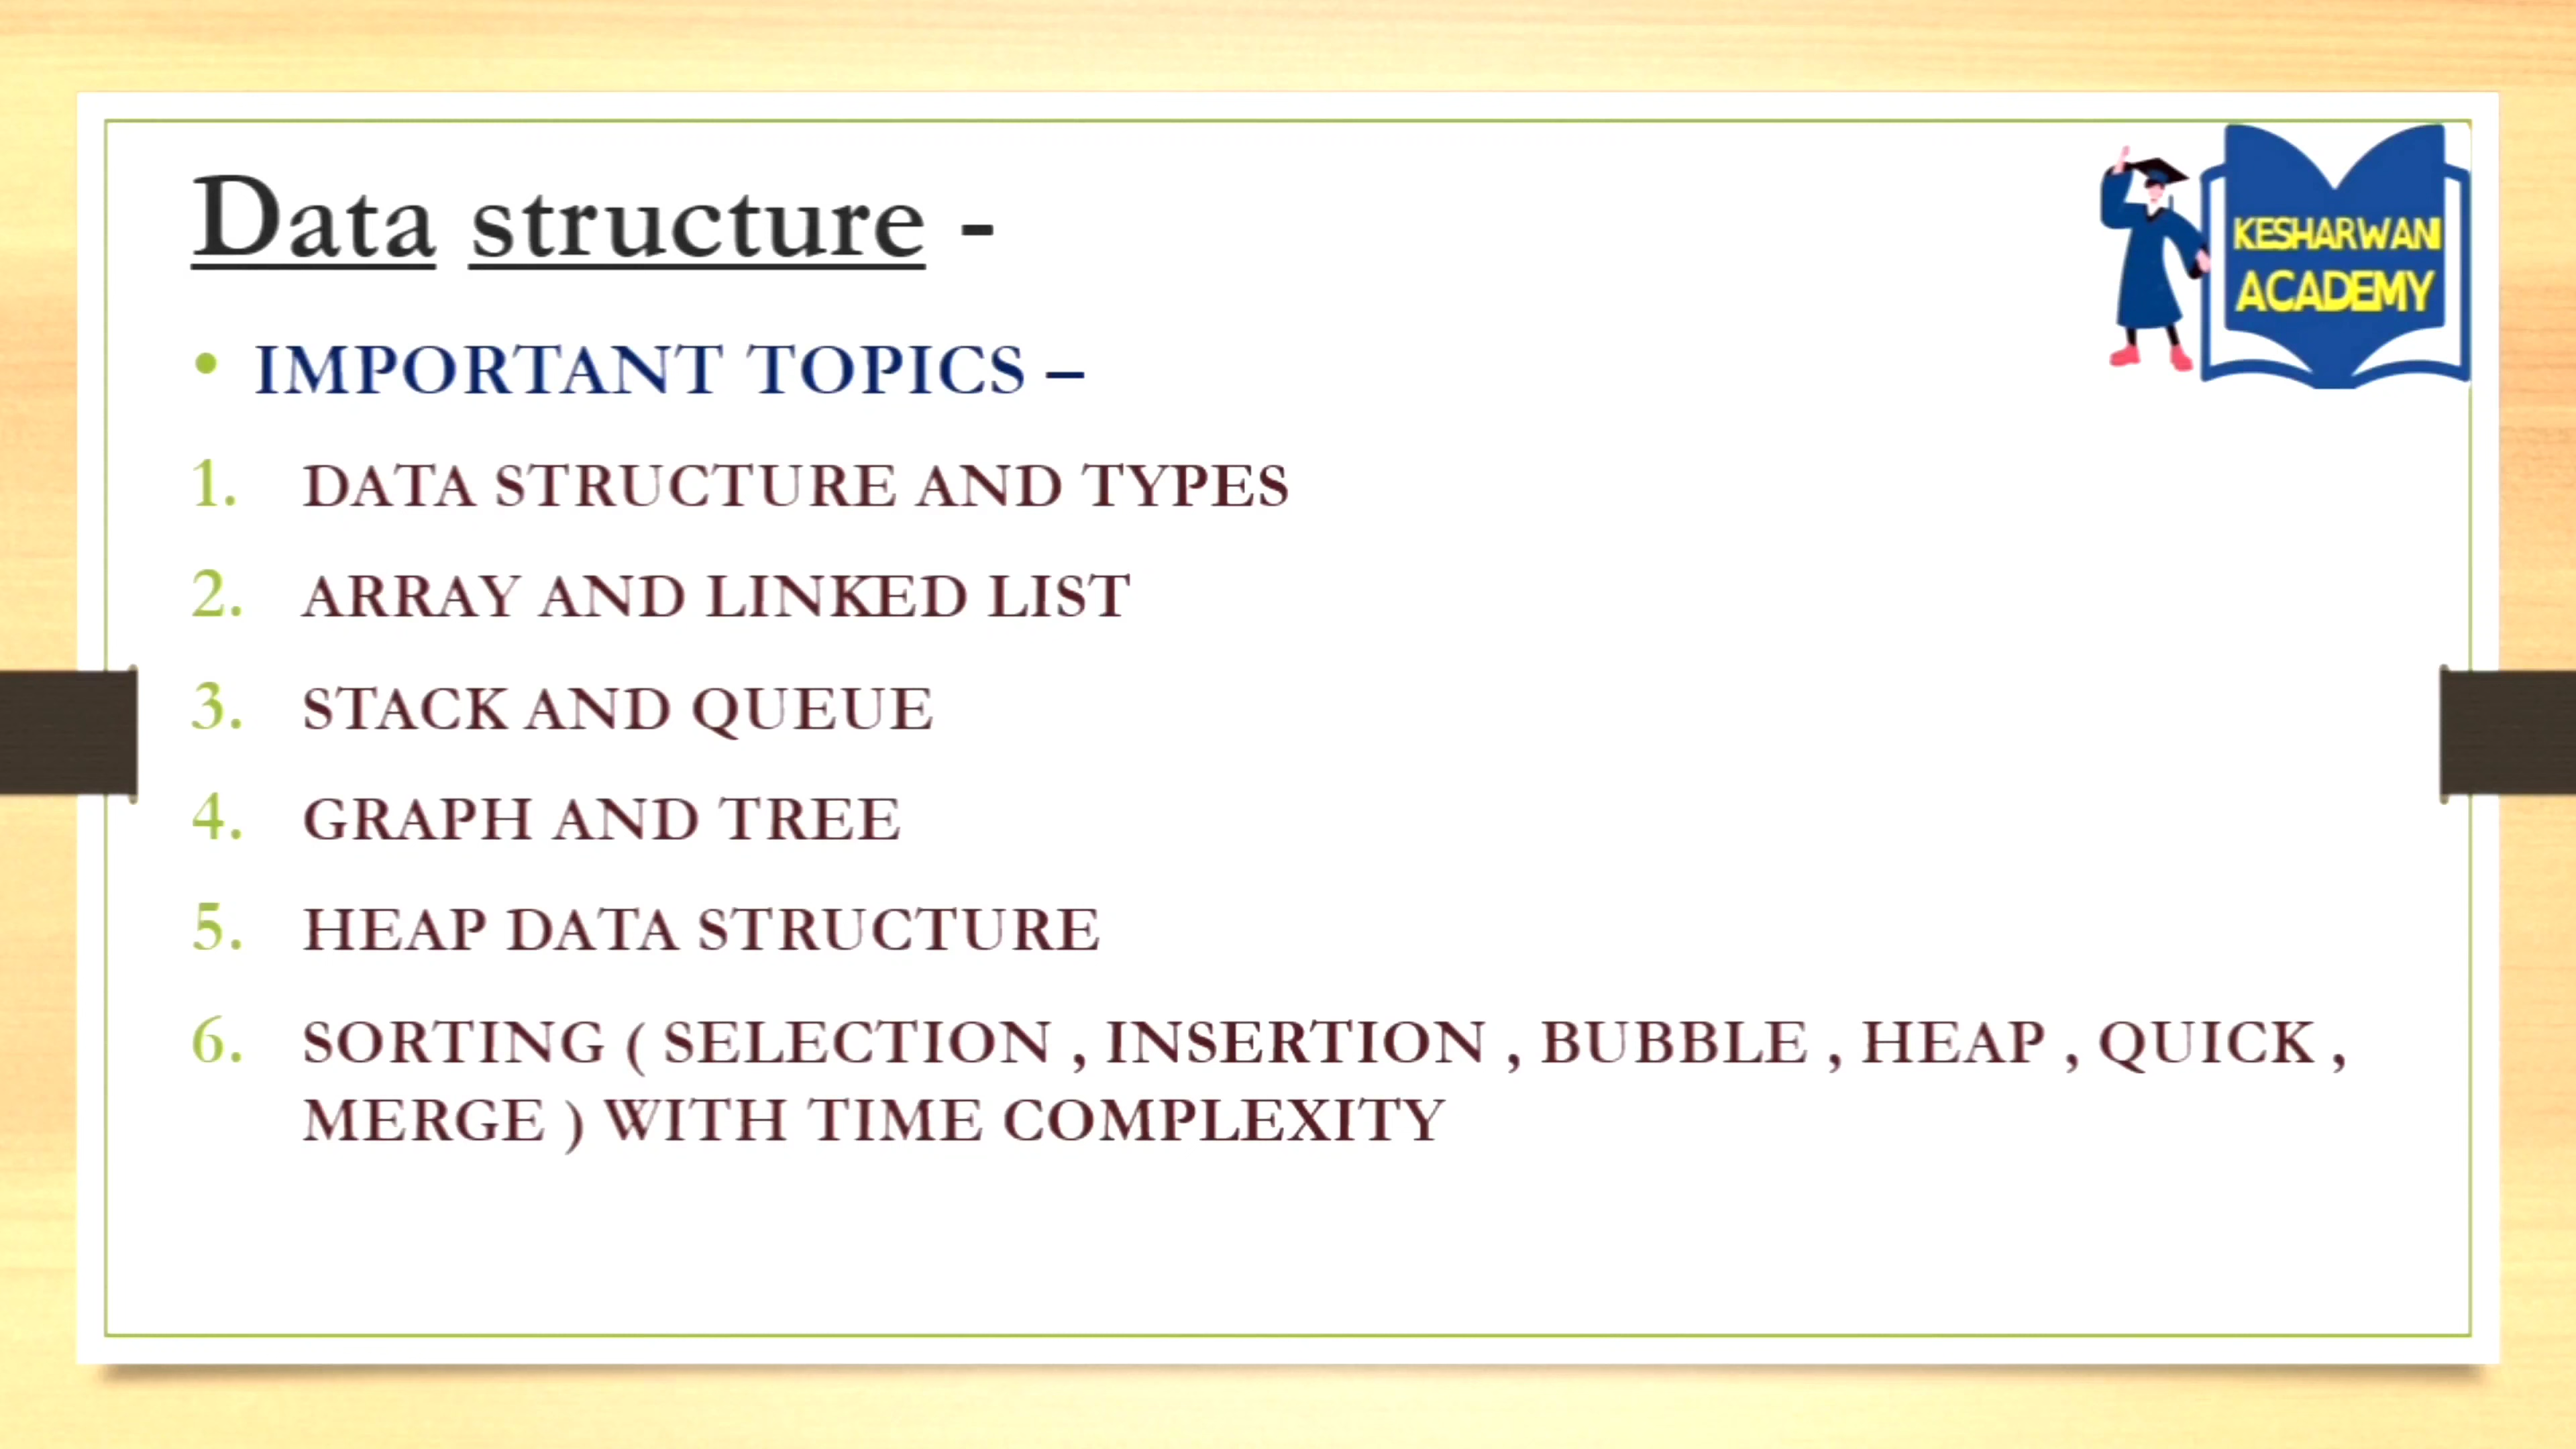 Data structure -
KESHARWANI
ACADEMY
• IMPORTANT TOPICS –
1. DATA STRUCTURE AND TYPES
2. ARRAY AND LINKED LIST
3. STACK AND QUEUE
4. GRAPH AND TREE
5. HEAP DATA STRUCTURE
6. SORTING ( SELECTION , INSERTION , BUBBLE , HEAP , QUICK ,
MERGE ) WITH TIME COMPLEXITY